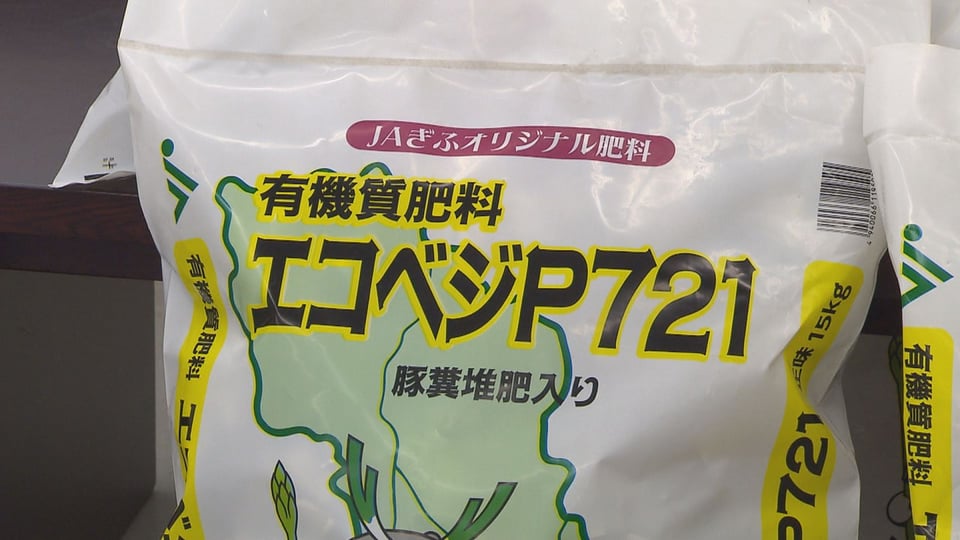 JAぎふオリジナル肥料
有機質肥料
エコベジP721
豚糞堆肥入り
有機質肥料 エコ
P721
15kg
有機質肥料